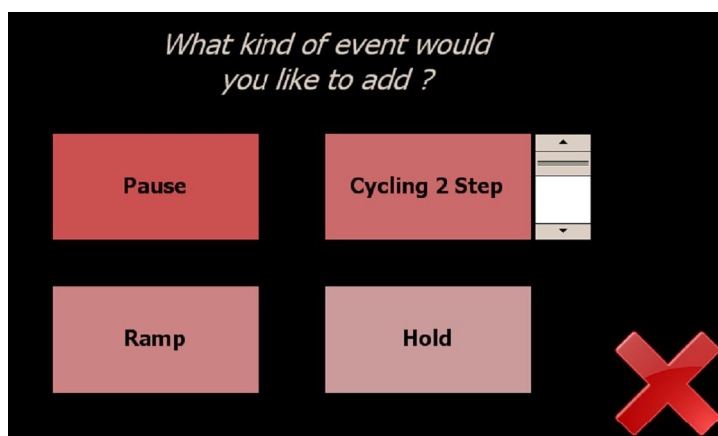 What kind of event would
you like to add ?
Pause
Cycling 2 Step
Ramp
Hold